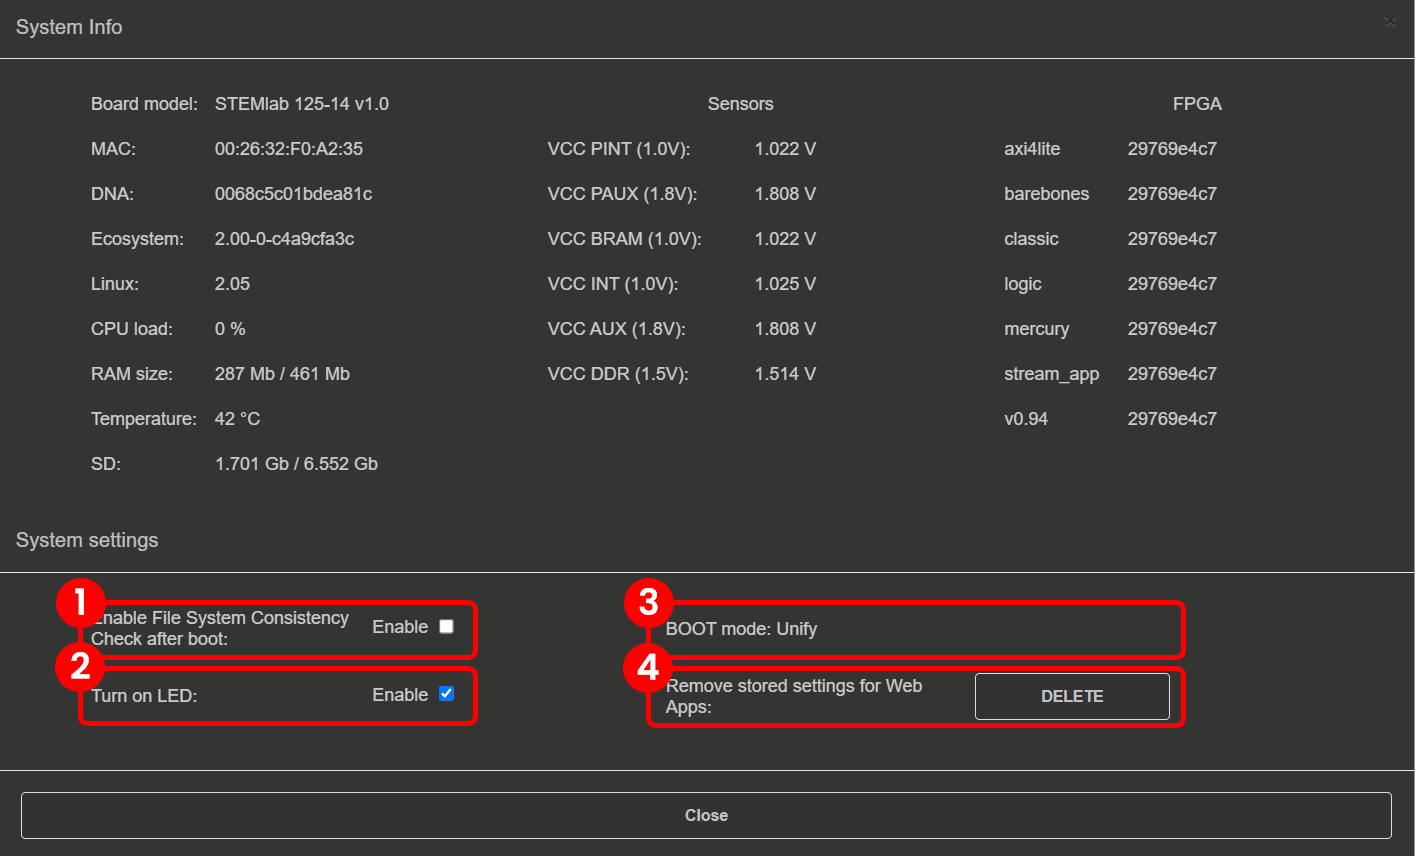 System Info
×
Board model: STEMlab 125-14 v1.0
MAC: 00:26:32:F0:A2:35
DNA: 0068c5c01bdea81c
Ecosystem: 2.00-0-c4a9cfa3c
Linux: 2.05
CPU load: 0 %
RAM size: 287 Mb / 461 Mb
Temperature: 42 °C
SD: 1.701 Gb / 6.552 Gb
Sensors
VCC PINT (1.0V): 1.022 V
VCC PAUX (1.8V): 1.808 V
VCC BRAM (1.0V): 1.022 V
VCC INT (1.0V): 1.025 V
VCC AUX (1.8V): 1.808 V
VCC DDR (1.5V): 1.514 V
FPGA
axi4lite 29769e4c7
barebones 29769e4c7
classic 29769e4c7
logic 29769e4c7
mercury 29769e4c7
stream_app 29769e4c7
v0.94 29769e4c7
System settings
1
Enable File System Consistency
Check after boot:
Enable
2
Turn on LED:
Enable
3
BOOT mode: Unify
4
Remove stored settings for Web
Apps:
DELETE
Close